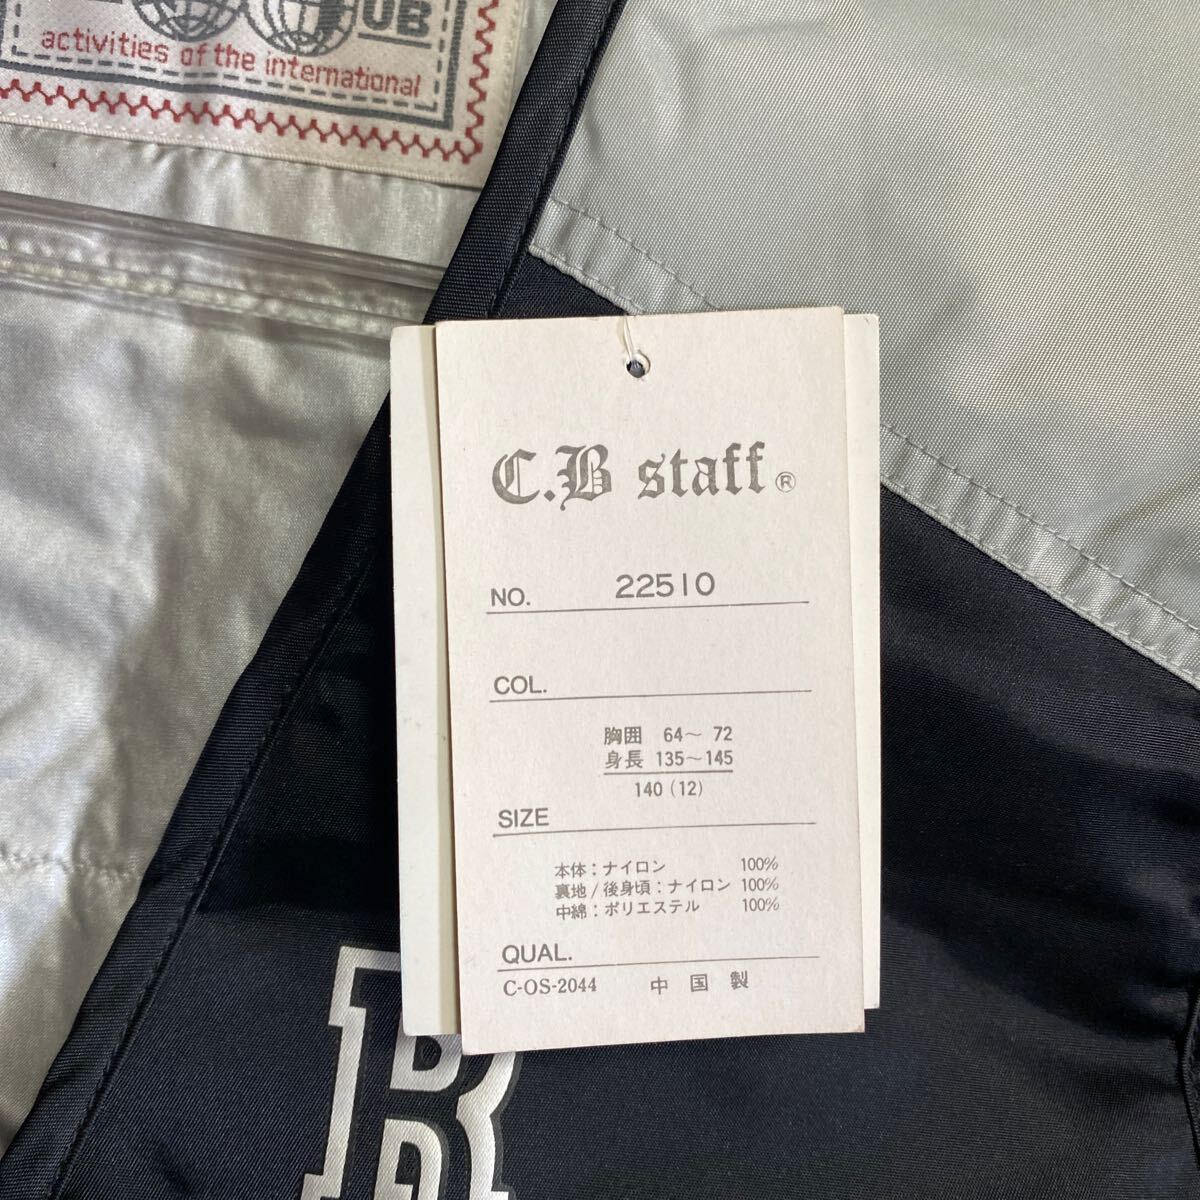 UB
activities of the international
C.B staff®
NO. 22510
COL.
胸囲 64～ 72
身長 135～145
140 (12)
SIZE
本体：ナイロン 100%
裏地/後身頃：ナイロン 100%
中綿：ポリエステル 100%
QUAL.
C-OS-2044 中国製
B